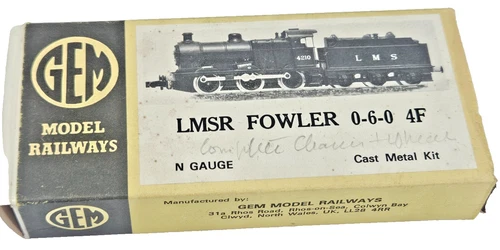 GEM
MODEL
RAILWAYS
4210
L M S
LMSR FOWLER 0-6-0 4F
Complete Chassis + Wheels
N GAUGE
Cast Metal Kit
Manufactured by:
GEM MODEL RAILWAYS
31a Rhos Road, Rhos-on-Sea, Colwyn Bay
Clwyd, North Wales, UK, LL28 4RR
GEM